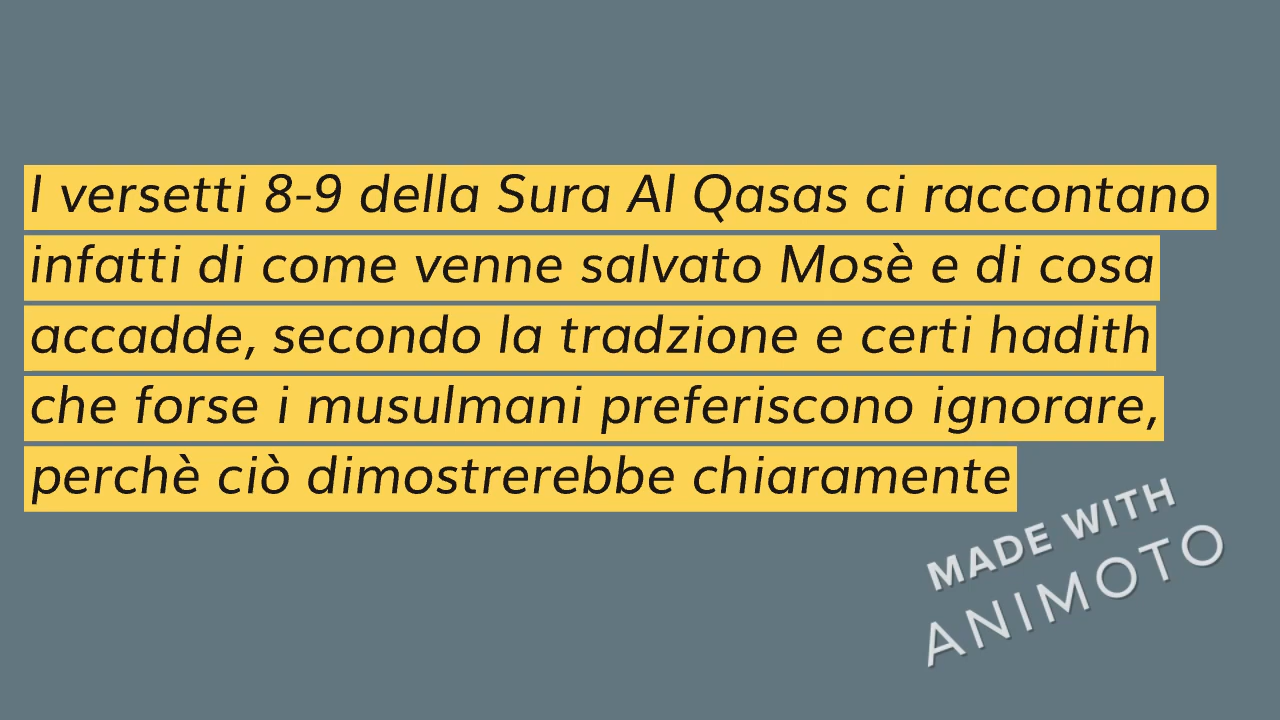 I versetti 8-9 della Sura Al Qasas ci raccontano
infatti di come venne salvato Mosè e di cosa
accadde, secondo la tradzione e certi hadith
che forse i musulmani preferiscono ignorare,
perchè ciò dimostrerebbe chiaramente
MADE WITH
ANIMOTO